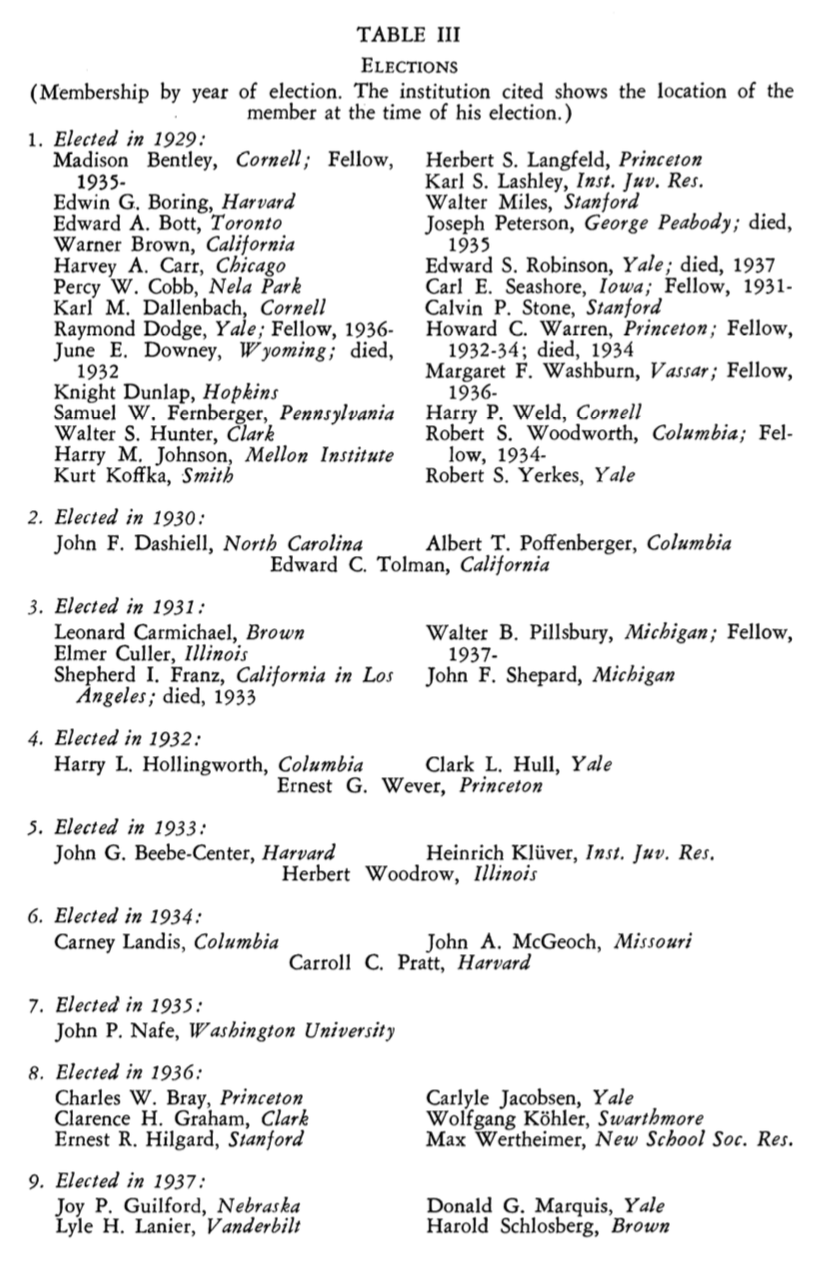 TABLE III
ELECTIONS
(Membership by year of election. The institution cited shows the location of the
member at the time of his election.)
1. Elected in 1929:
Madison Bentley, Cornell; Fellow,
1935-
Edwin G. Boring, Harvard
Edward A. Bott, Toronto
Warner Brown, California
Harvey A. Carr, Chicago
Percy W. Cobb, Nela Park
Karl M. Dallenbach, Cornell
Raymond Dodge, Yale; Fellow, 1936-
June E. Downey, Wyoming; died,
1932
Knight Dunlap, Hopkins
Samuel W. Fernberger, Pennsylvania
Walter S. Hunter, Clark
Harry M. Johnson, Mellon Institute
Kurt Koffka, Smith
Herbert S. Langfeld, Princeton
Karl S. Lashley, Inst. Juv. Res.
Walter Miles, Stanford
Joseph Peterson, George Peabody; died,
1935
Edward S. Robinson, Yale; died, 1937
Carl E. Seashore, Iowa; Fellow, 1931-
Calvin P. Stone, Stanford
Howard C. Warren, Princeton; Fellow,
1932-34; died, 1934
Margaret F. Washburn, Vassar; Fellow,
1936-
Harry P. Weld, Cornell
Robert S. Woodworth, Columbia; Fel-
low, 1934-
Robert S. Yerkes, Yale
2. Elected in 1930:
John F. Dashiell, North Carolina
Albert T. Poffenberger, Columbia
Edward C. Tolman, California
3. Elected in 1931:
Leonard Carmichael, Brown
Elmer Culler, Illinois
Shepherd I. Franz, California in Los
Angeles; died, 1933
Walter B. Pillsbury, Michigan; Fellow,
1937-
John F. Shepard, Michigan
4. Elected in 1932:
Harry L. Hollingworth, Columbia
Clark L. Hull, Yale
Ernest G. Wever, Princeton
5. Elected in 1933:
John G. Beebe-Center, Harvard
Heinrich Klüver, Inst. Juv. Res.
Herbert Woodrow, Illinois
6. Elected in 1934:
Carney Landis, Columbia
John A. McGeoch, Missouri
Carroll C. Pratt, Harvard
7. Elected in 1935:
John P. Nafe, Washington University
8. Elected in 1936:
Charles W. Bray, Princeton
Clarence H. Graham, Clark
Ernest R. Hilgard, Stanford
Carlyle Jacobsen, Yale
Wolfgang Köhler, Swarthmore
Max Wertheimer, New School Soc. Res.
9. Elected in 1937:
Joy P. Guilford, Nebraska
Lyle H. Lanier, Vanderbilt
Donald G. Marquis, Yale
Harold Schlosberg, Brown